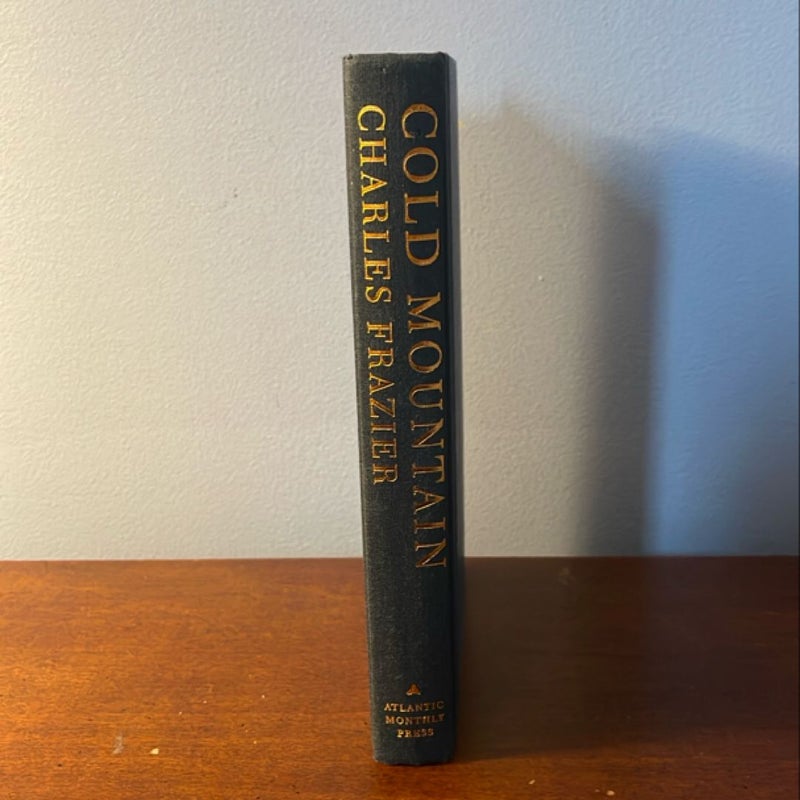 COLD MOUNTAIN
CHARLES FRAZIER
ATLANTIC
MONTHLY
PRESS